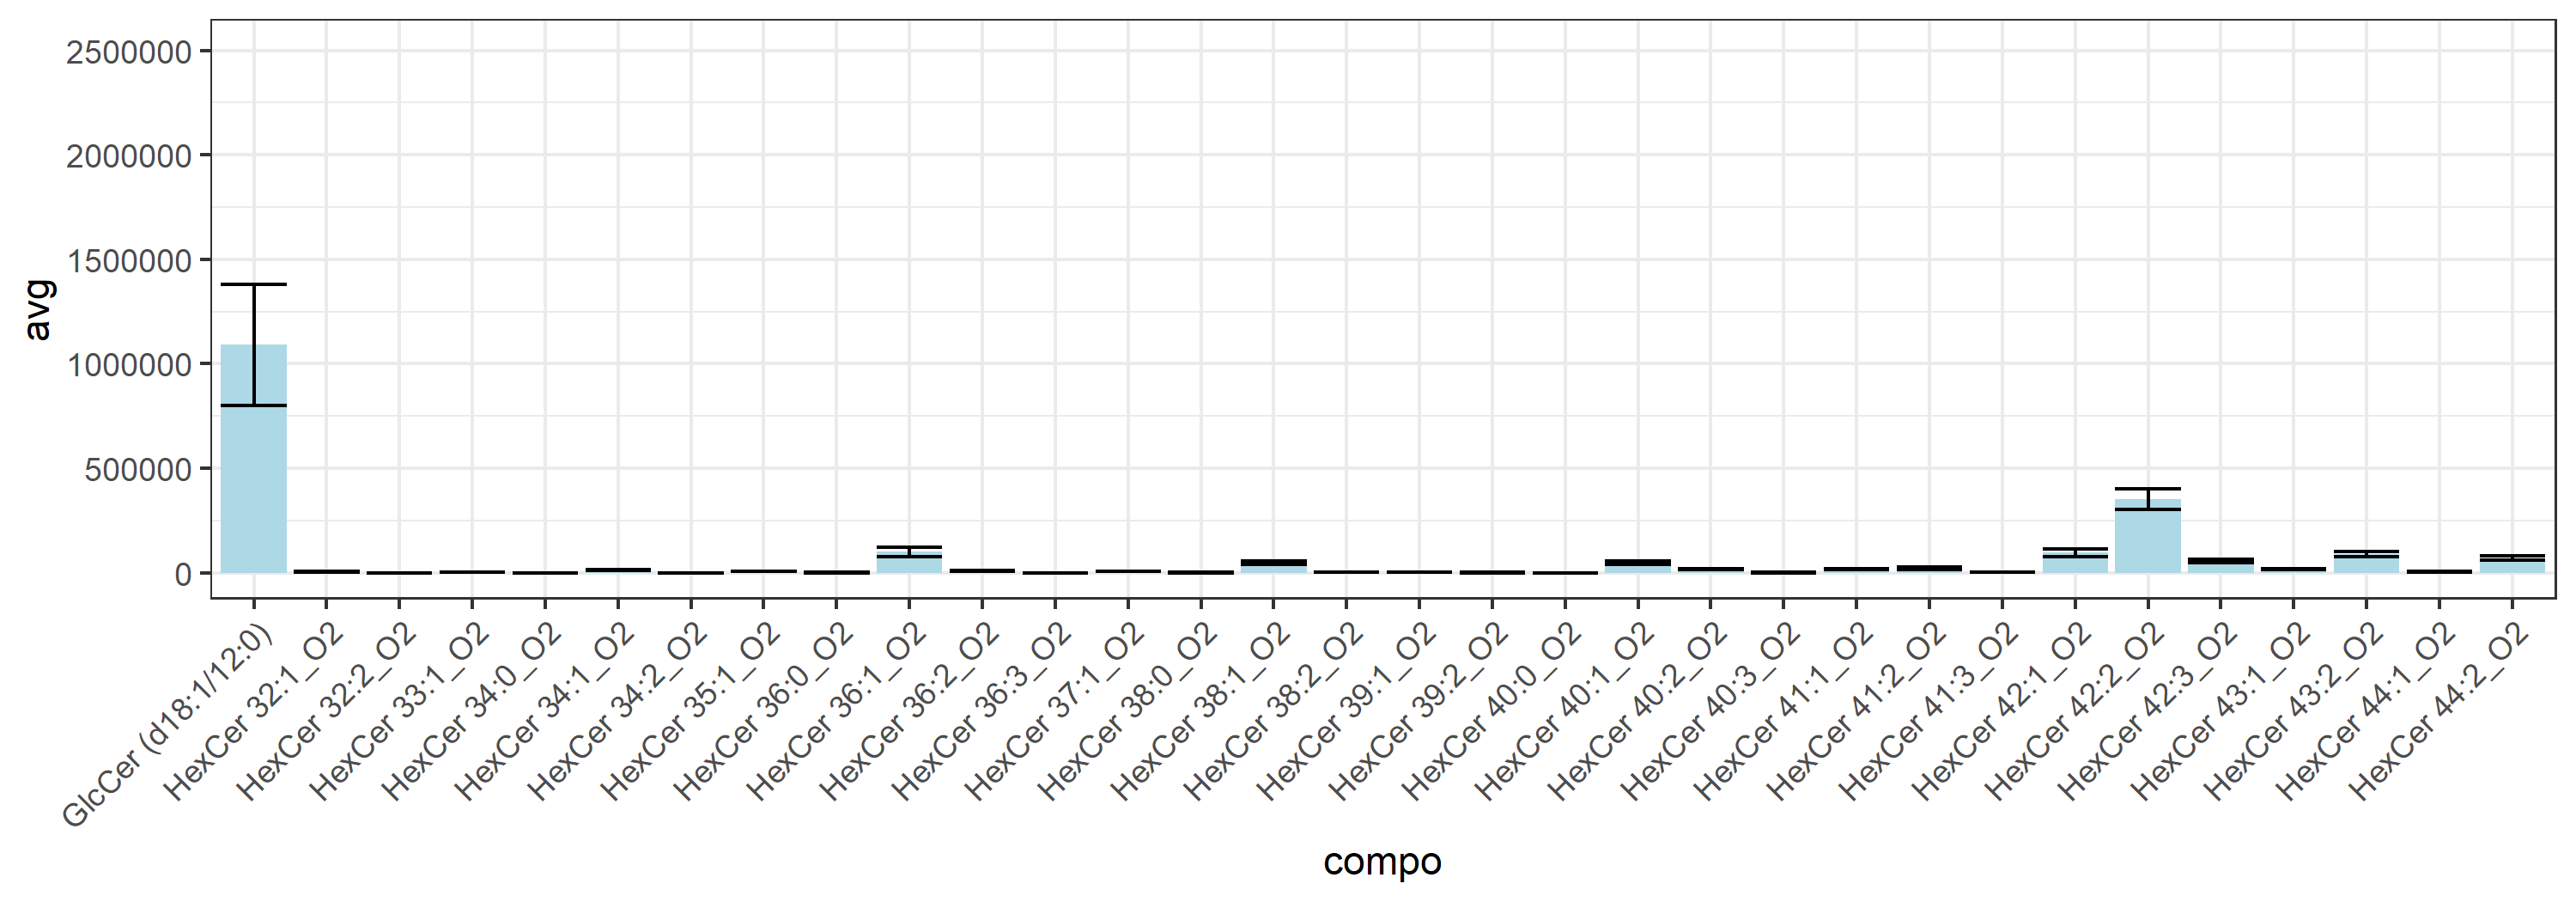 2500000
2000000
1500000
1000000
500000
0
avg
GlcCer (d18:1/12:0)
HexCer 32:1_O2
HexCer 32:2_O2
HexCer 33:1_O2
HexCer 34:0_O2
HexCer 34:1_O2
HexCer 34:2_O2
HexCer 35:1_O2
HexCer 36:0_O2
HexCer 36:1_O2
HexCer 36:2_O2
HexCer 36:3_O2
HexCer 37:1_O2
HexCer 38:0_O2
HexCer 38:1_O2
HexCer 38:2_O2
HexCer 39:1_O2
HexCer 39:2_O2
HexCer 40:0_O2
HexCer 40:1_O2
HexCer 40:2_O2
HexCer 40:3_O2
HexCer 41:1_O2
HexCer 41:2_O2
HexCer 41:3_O2
HexCer 42:1_O2
HexCer 42:2_O2
HexCer 42:3_O2
HexCer 43:1_O2
HexCer 43:2_O2
HexCer 44:1_O2
HexCer 44:2_O2
compo